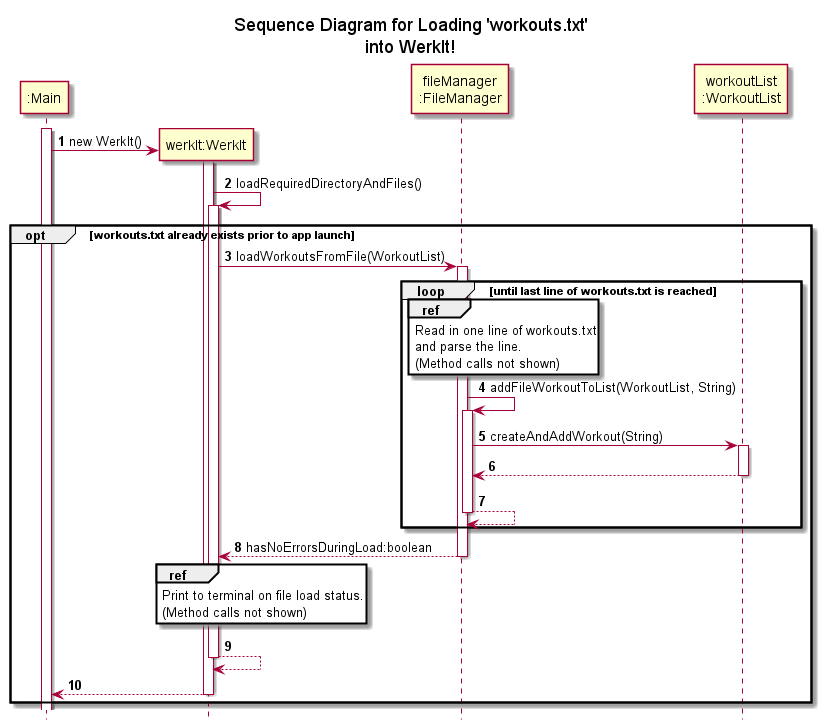 Sequence Diagram for Loading 'workouts.txt'
into WerkIt!
:Main
fileManager
:FileManager
workoutList
:WorkoutList
1 new WerkIt()
werkIt:WerkIt
2 loadRequiredDirectoryAndFiles()
opt [workouts.txt already exists prior to app launch]
3 loadWorkoutsFromFile(WorkoutList)
loop [until last line of workouts.txt is reached]
ref
Read in one line of workouts.txt
and parse the line.
(Method calls not shown)
4 addFileWorkoutToList(WorkoutList, String)
5 createAndAddWorkout(String)
6
7
8 hasNoErrorsDuringLoad:boolean
ref
Print to terminal on file load status.
(Method calls not shown)
9
10